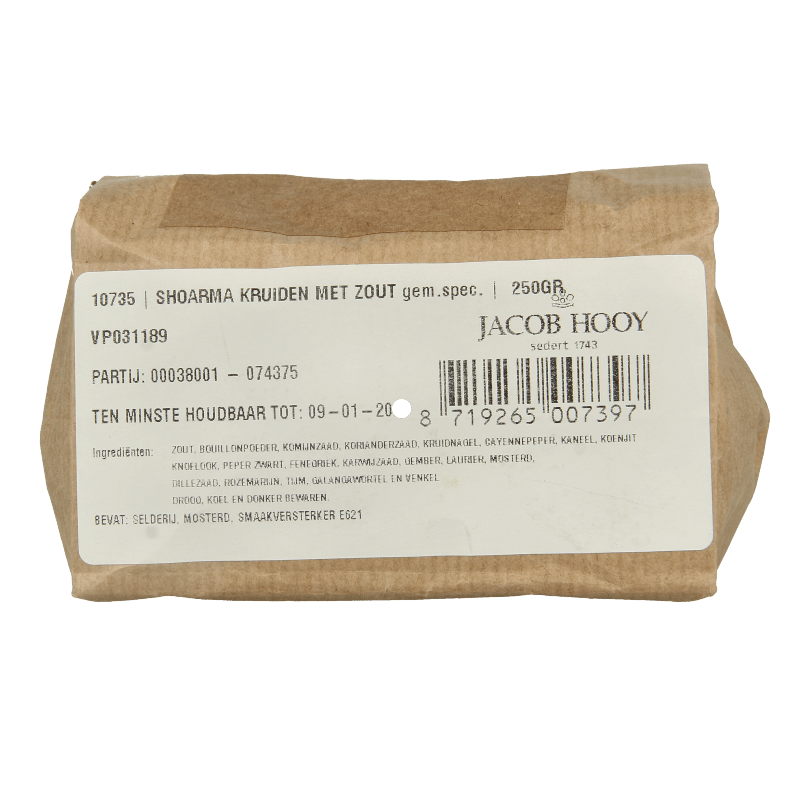 10735 | SHOARMA KRUIDEN MET ZOUT gem.spec. | 250GR
JACOB HOOY
sedert 1743
VP031189
PARTIJ: 00038001 – 074375
TEN MINSTE HOUDBAAR TOT: 09–01–20
8 719265 007397
Ingrediënten: ZOUT, BOUILLONPOEDER, KOMIJNZAAD, KORIANDERZAAD, KRUIDNAGEL, CAYENNEPEPER, KANEEL, KOENJIT
KNOFLOOK, PEPER ZWART, FENEGRIEK, KARWIJZAAD, GEMBER, LAURIER, MOSTERD,
DILLEZAAD, ROZEMARIJN, TIJM, GALANGAWORTEL EN VENKEL
DROOG, KOEL EN DONKER BEWAREN.
BEVAT: SELDERIJ, MOSTERD. SMAAKVERSTERKER E621